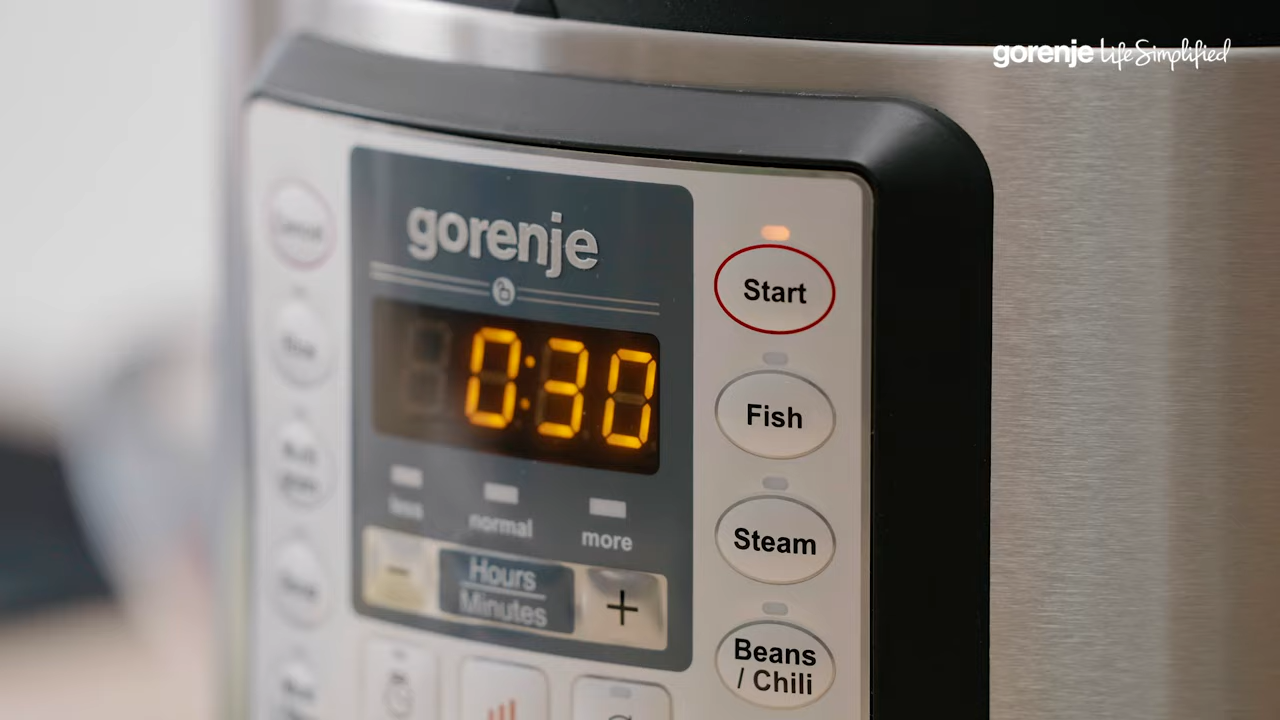 gorenje Life Simplified
gorenje
0:30
less
normal
more
-
Hours
Minutes
+
Start
Fish
Steam
Beans
/ Chili